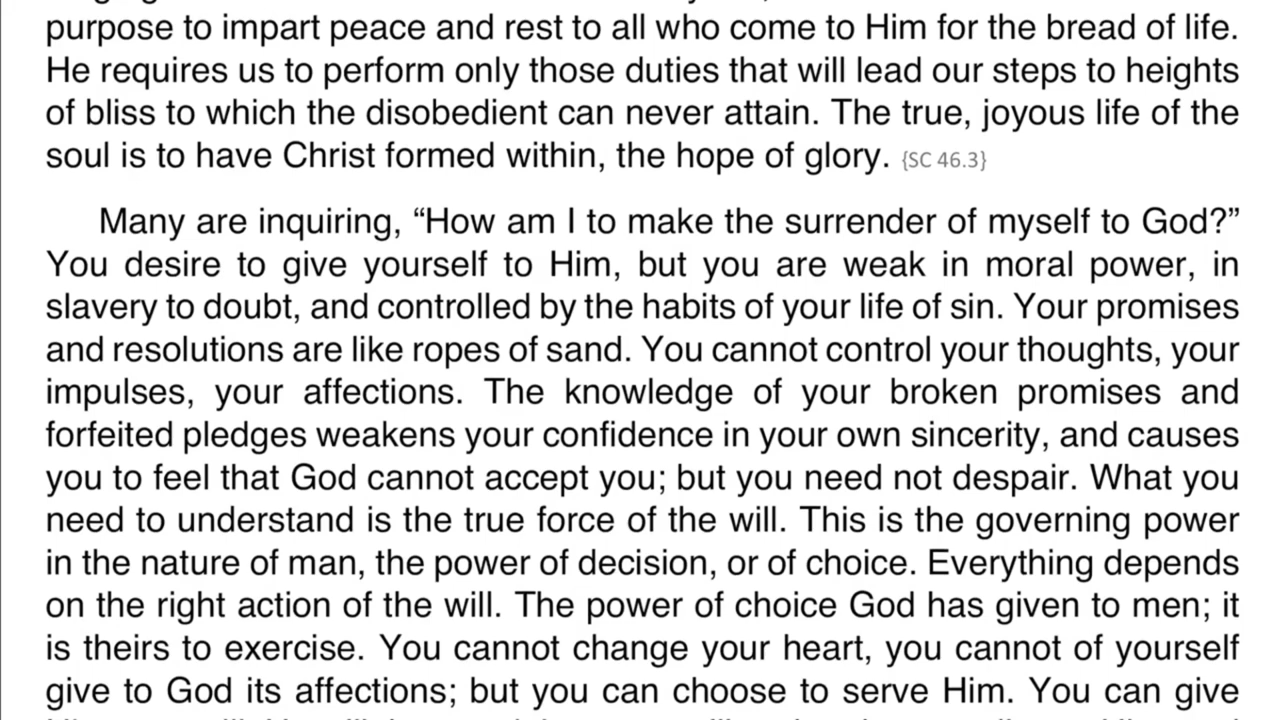 purpose to impart peace and rest to all who come to Him for the bread of life.
He requires us to perform only those duties that will lead our steps to heights
of bliss to which the disobedient can never attain. The true, joyous life of the
soul is to have Christ formed within, the hope of glory. {SC 46.3}
Many are inquiring, “How am I to make the surrender of myself to God?”
You desire to give yourself to Him, but you are weak in moral power, in
slavery to doubt, and controlled by the habits of your life of sin. Your promises
and resolutions are like ropes of sand. You cannot control your thoughts, your
impulses, your affections. The knowledge of your broken promises and
forfeited pledges weakens your confidence in your own sincerity, and causes
you to feel that God cannot accept you; but you need not despair. What you
need to understand is the true force of the will. This is the governing power
in the nature of man, the power of decision, or of choice. Everything depends
on the right action of the will. The power of choice God has given to men; it
is theirs to exercise. You cannot change your heart, you cannot of yourself
give to God its affections; but you can choose to serve Him. You can give